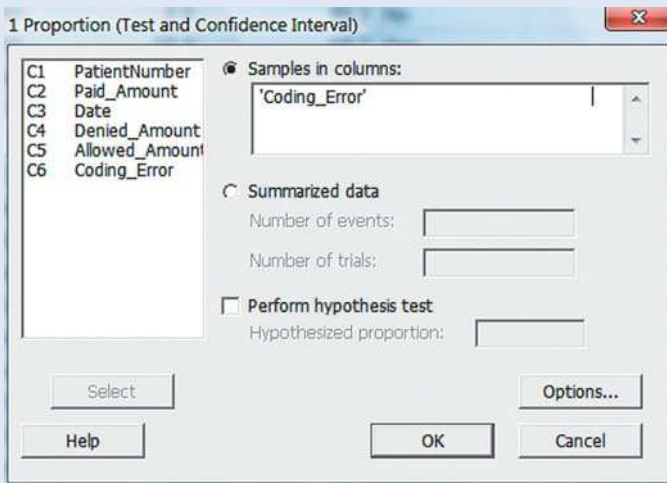 1 Proportion (Test and Confidence Interval)
C1 PatientNumber
C2 Paid_Amount
C3 Date
C4 Denied_Amount
C5 Allowed_Amount
C6 Coding_Error
Samples in columns:
'Coding_Error'
Summarized data
Number of events:
Number of trials:
Perform hypothesis test
Hypothesized proportion:
Select
Options...
Help
OK
Cancel